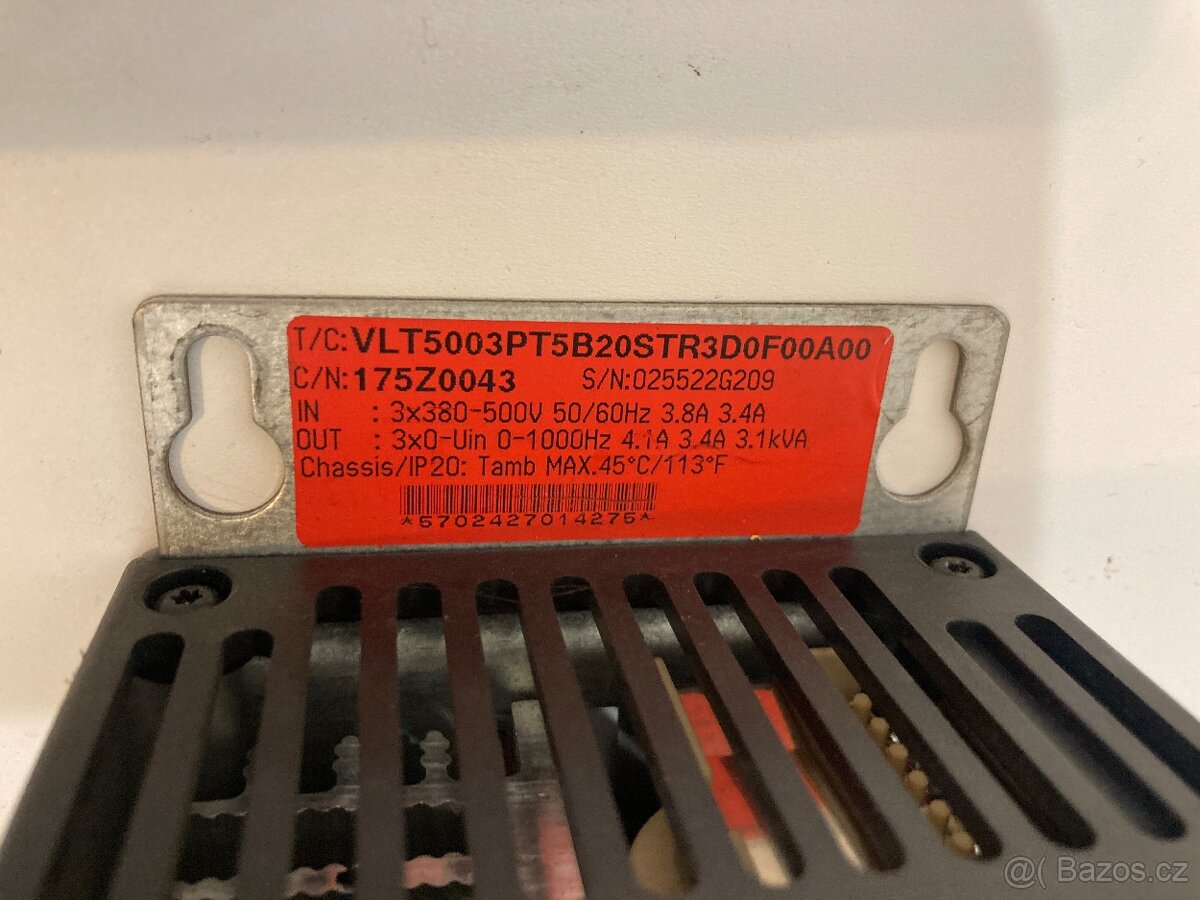 T/C:VLT5003PT5B20STR3D0F00A00
C/N:175Z0043 S/N:025522G209
IN : 3x380-500V 50/60Hz 3.8A 3.4A
OUT : 3x0-Uin 0-1000Hz 4.1A 3.4A 3.1kVA
Chassis/IP20: Tamb MAX.45°C/113°F
*5702427014275*
@( Bazos.cz